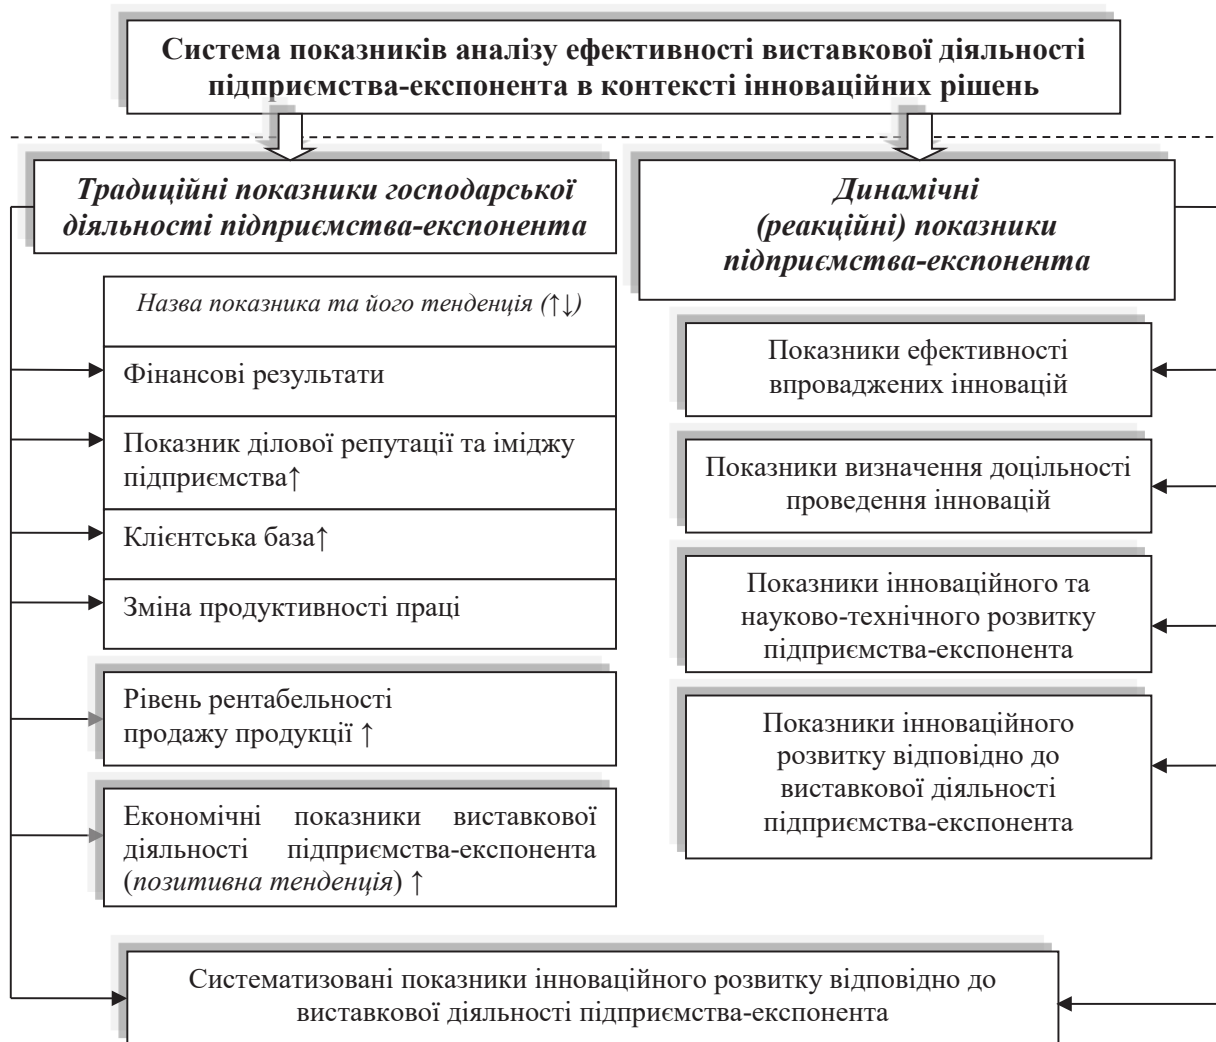 Система показників аналізу ефективності виставкової діяльності
підприємства-експонента в контексті інноваційних рішень
Традиційні показники господарської
діяльності підприємства-експонента
Назва показника та його тенденція (↑↓)
Фінансові результати
Показник ділової репутації та іміджу
підприємства↑
Клієнтська база↑
Зміна продуктивності праці
Рівень рентабельності
продажу продукції ↑
Економічні показники виставкової
діяльності підприємства-експонента
(позитивна тенденція) ↑
Динамічні
(реакційні) показники
підприємства-експонента
Показники ефективності
впроваджених інновацій
Показники визначення доцільності
проведення інновацій
Показники інноваційного та
науково-технічного розвитку
підприємства-експонента
Показники інноваційного
розвитку відповідно до
виставкової діяльності
підприємства-експонента
Систематизовані показники інноваційного розвитку відповідно до
виставкової діяльності підприємства-експонента